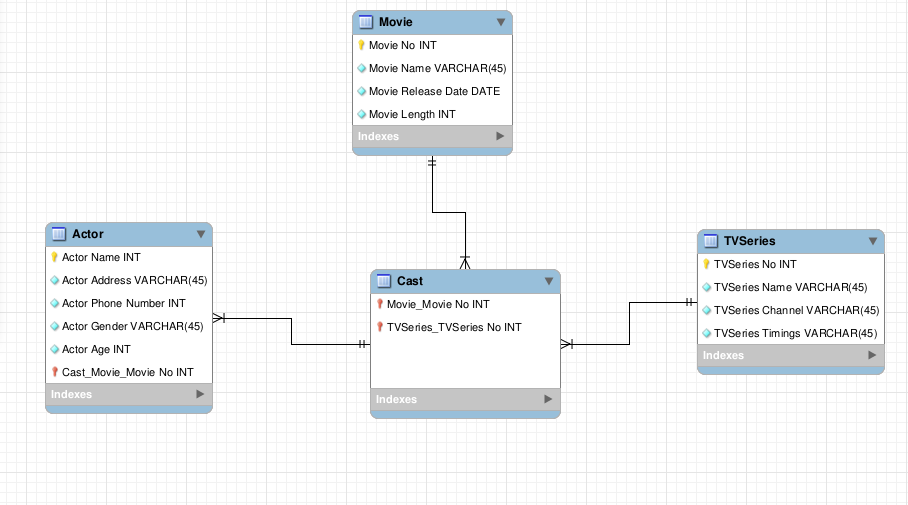 Movie
Movie No INT
Movie Name VARCHAR(45)
Movie Release Date DATE
Movie Length INT
Indexes
Actor
Actor Name INT
Actor Address VARCHAR(45)
Actor Phone Number INT
Actor Gender VARCHAR(45)
Actor Age INT
Cast_Movie_Movie No INT
Indexes
Cast
Movie_Movie No INT
TVSeries_TVSeries No INT
Indexes
TVSeries
TVSeries No INT
TVSeries Name VARCHAR(45)
TVSeries Channel VARCHAR(45)
TVSeries Timings VARCHAR(45)
Indexes